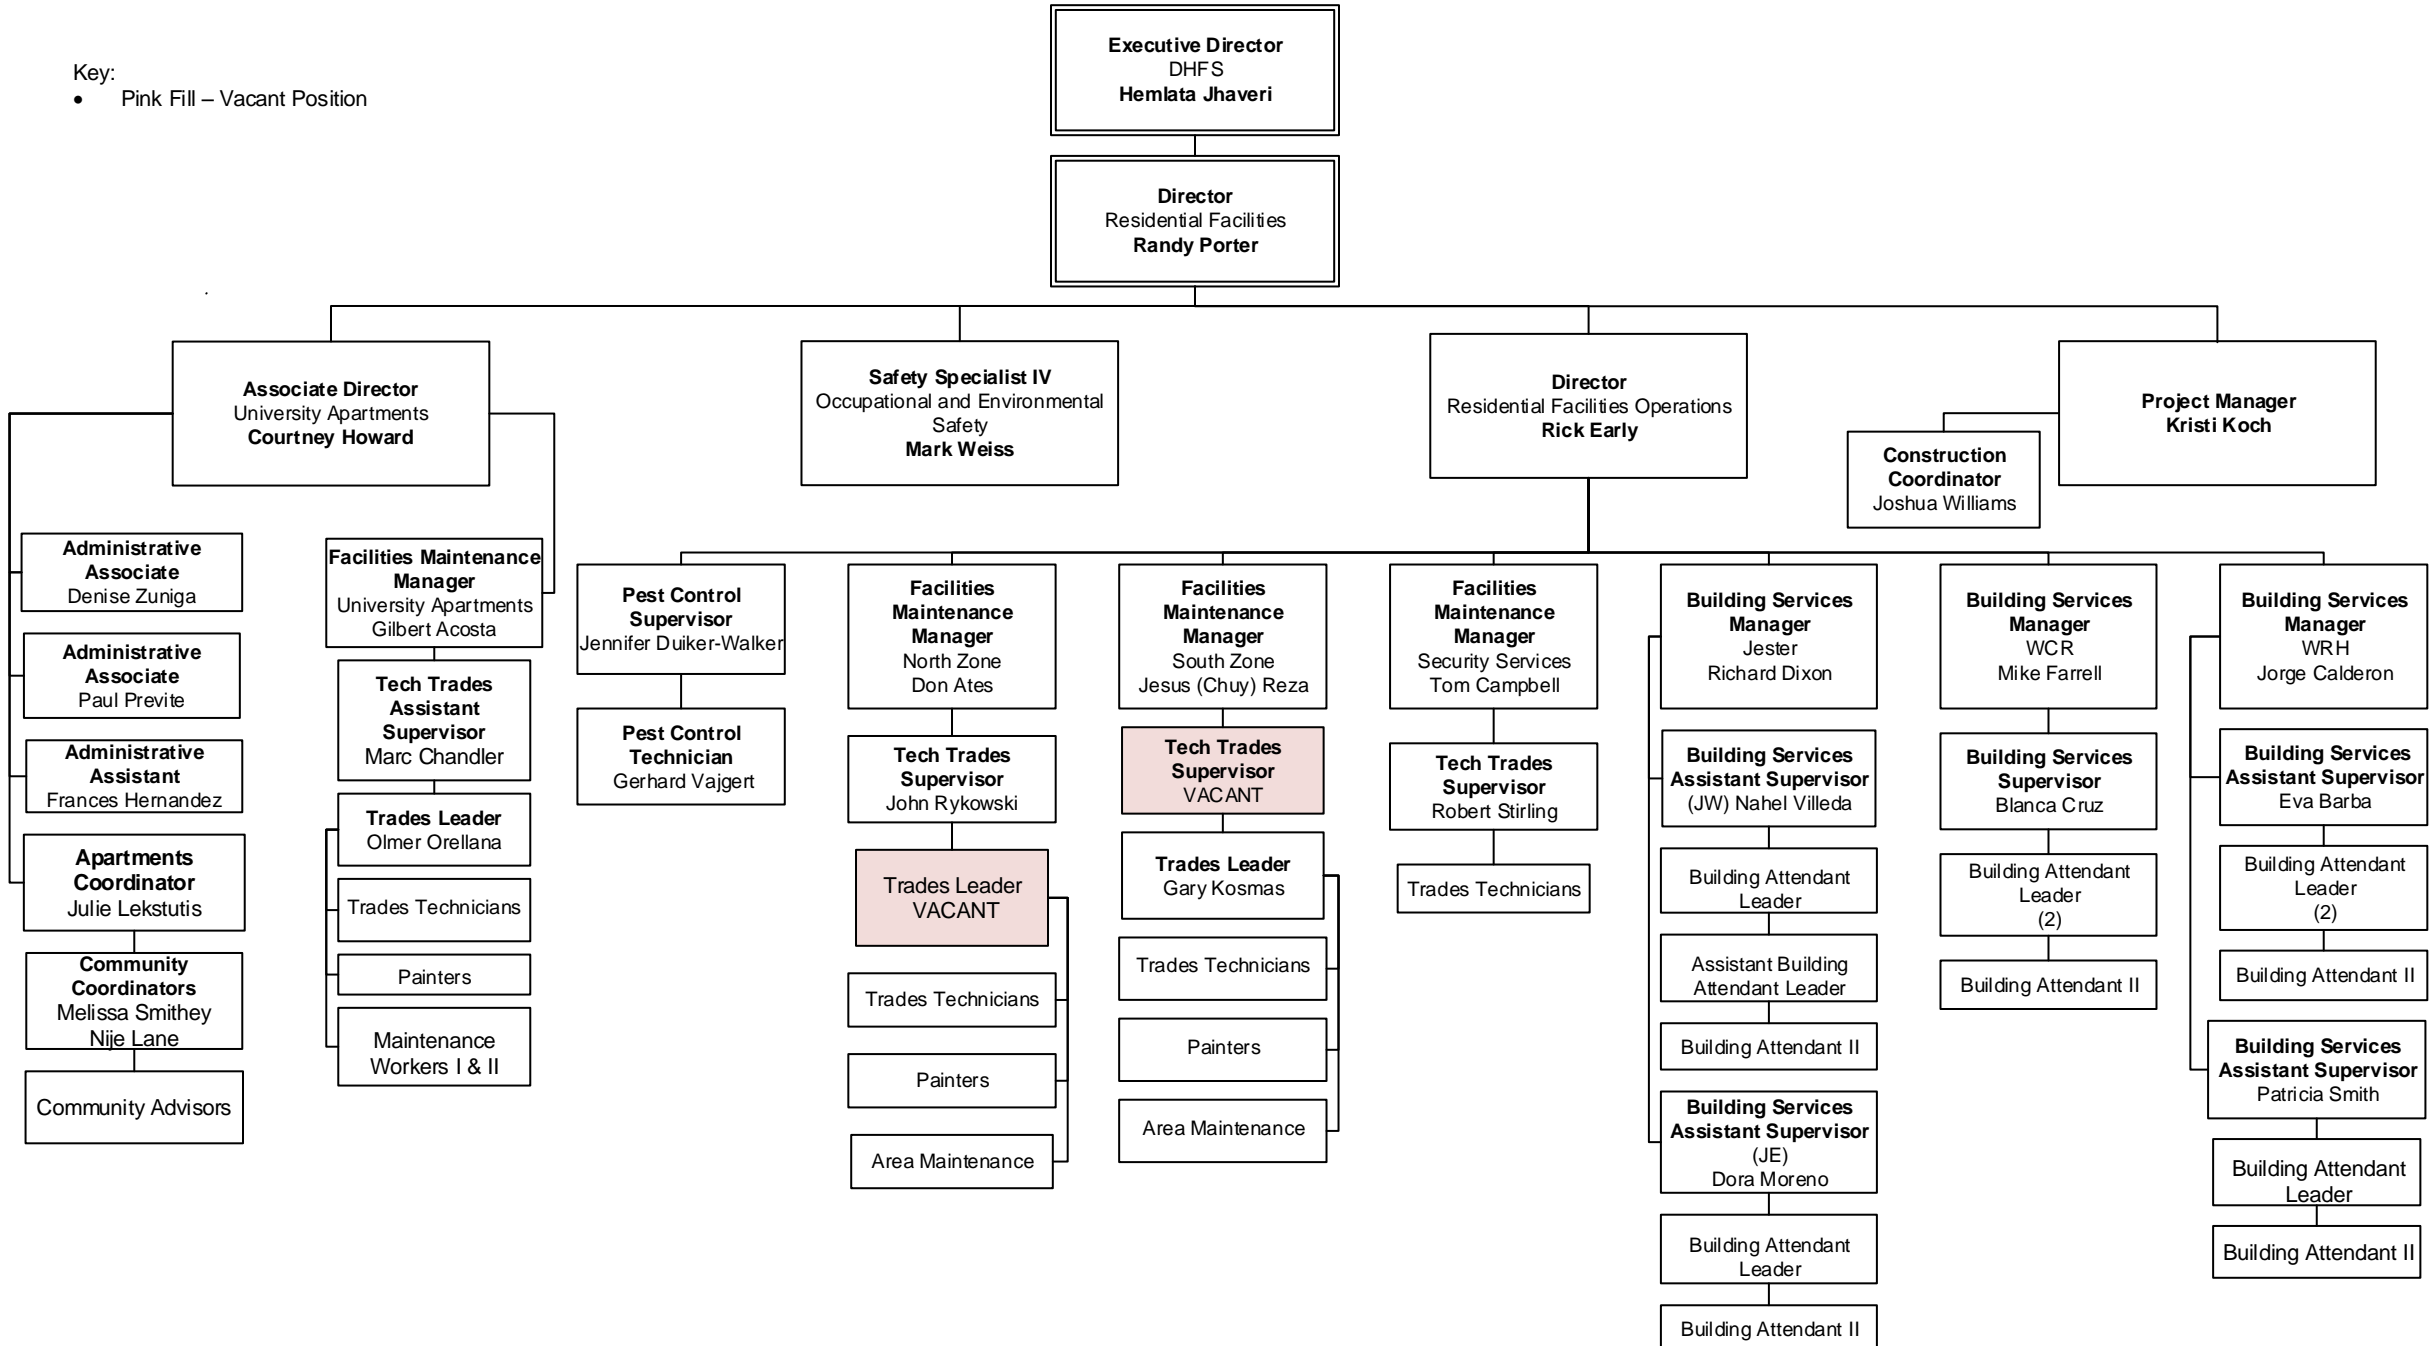 Key:
• Pink Fill – Vacant Position
Executive Director
DHFS
Hemlata Jhaveri
Director
Residential Facilities
Randy Porter
.
Associate Director
University Apartments
Courtney Howard
Safety Specialist IV
Occupational and Environmental
Safety
Mark Weiss
Director
Residential Facilities Operations
Rick Early
Project Manager
Kristi Koch
Construction
Coordinator
Joshua Williams
Administrative
Associate
Denise Zuniga
Administrative
Associate
Paul Previte
Administrative
Assistant
Frances Hernandez
Apartments
Coordinator
Julie Lekstutis
Community
Coordinators
Melissa Smithey
Nije Lane
Community Advisors
Facilities Maintenance
Manager
University Apartments
Gilbert Acosta
Tech Trades
Assistant
Supervisor
Marc Chandler
Trades Leader
Olmer Orellana
Trades Technicians
Painters
Maintenance
Workers I & II
Pest Control
Supervisor
Jennifer Duiker-Walker
Pest Control
Technician
Gerhard Vajgert
Facilities
Maintenance
Manager
North Zone
Don Ates
Tech Trades
Supervisor
John Rykowski
Trades Leader
VACANT
Trades Technicians
Painters
Area Maintenance
Facilities
Maintenance
Manager
South Zone
Jesus (Chuy) Reza
Tech Trades
Supervisor
VACANT
Trades Leader
Gary Kosmas
Trades Technicians
Painters
Area Maintenance
Facilities
Maintenance
Manager
Security Services
Tom Campbell
Tech Trades
Supervisor
Robert Stirling
Trades Technicians
Building Services
Manager
Jester
Richard Dixon
Building Services
Assistant Supervisor
(JW) Nahel Villeda
Building Attendant
Leader
Assistant Building
Attendant Leader
Building Attendant II
Building Services
Assistant Supervisor
(JE)
Dora Moreno
Building Attendant
Leader
Building Attendant II
Building Services
Manager
WCR
Mike Farrell
Building Services
Supervisor
Blanca Cruz
Building Attendant
Leader
(2)
Building Attendant II
Building Services
Manager
WRH
Jorge Calderon
Building Services
Assistant Supervisor
Eva Barba
Building Attendant
Leader
(2)
Building Attendant II
Building Services
Assistant Supervisor
Patricia Smith
Building Attendant
Leader
Building Attendant II